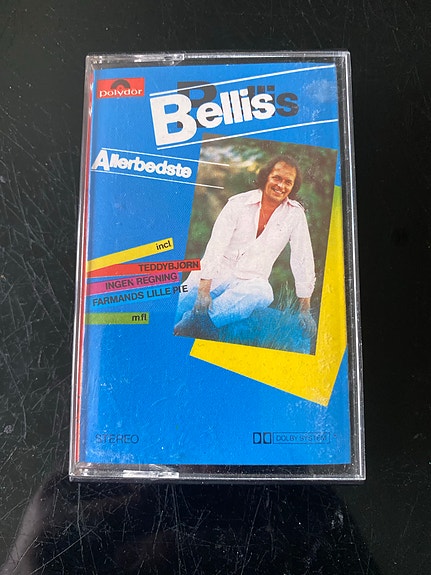 polydor
Bellis's
Allerbedste
incl
TEDDYBJØRN
INGEN REGNING
FARMANDS LILLE PIE
m.fl.
STEREO
DOLBY SYSTEM